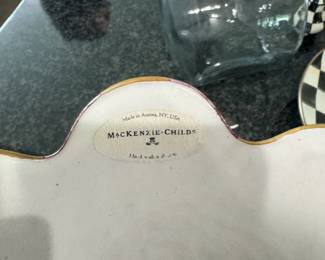 Made in Aurora, NY, USA
MACKENZIE-CHILDS